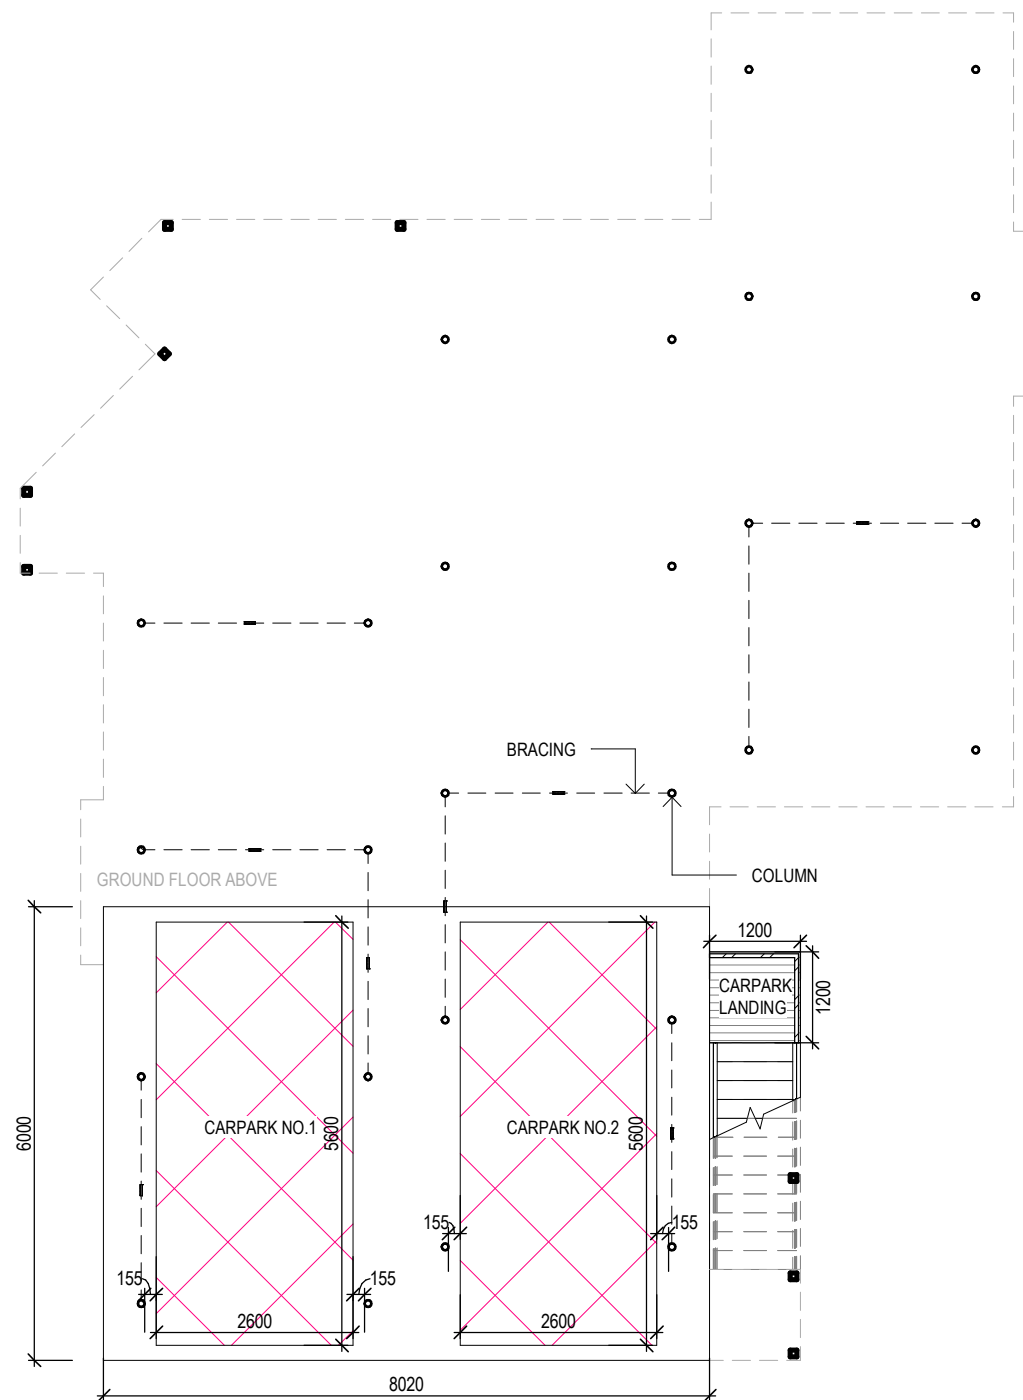 BRACING
COLUMN
GROUND FLOOR ABOVE
1200
CARPARK
LANDING
1200
6000
CARPARK NO.1
5600
CARPARK NO.2
5600
155
155
155
155
2600
2600
8020